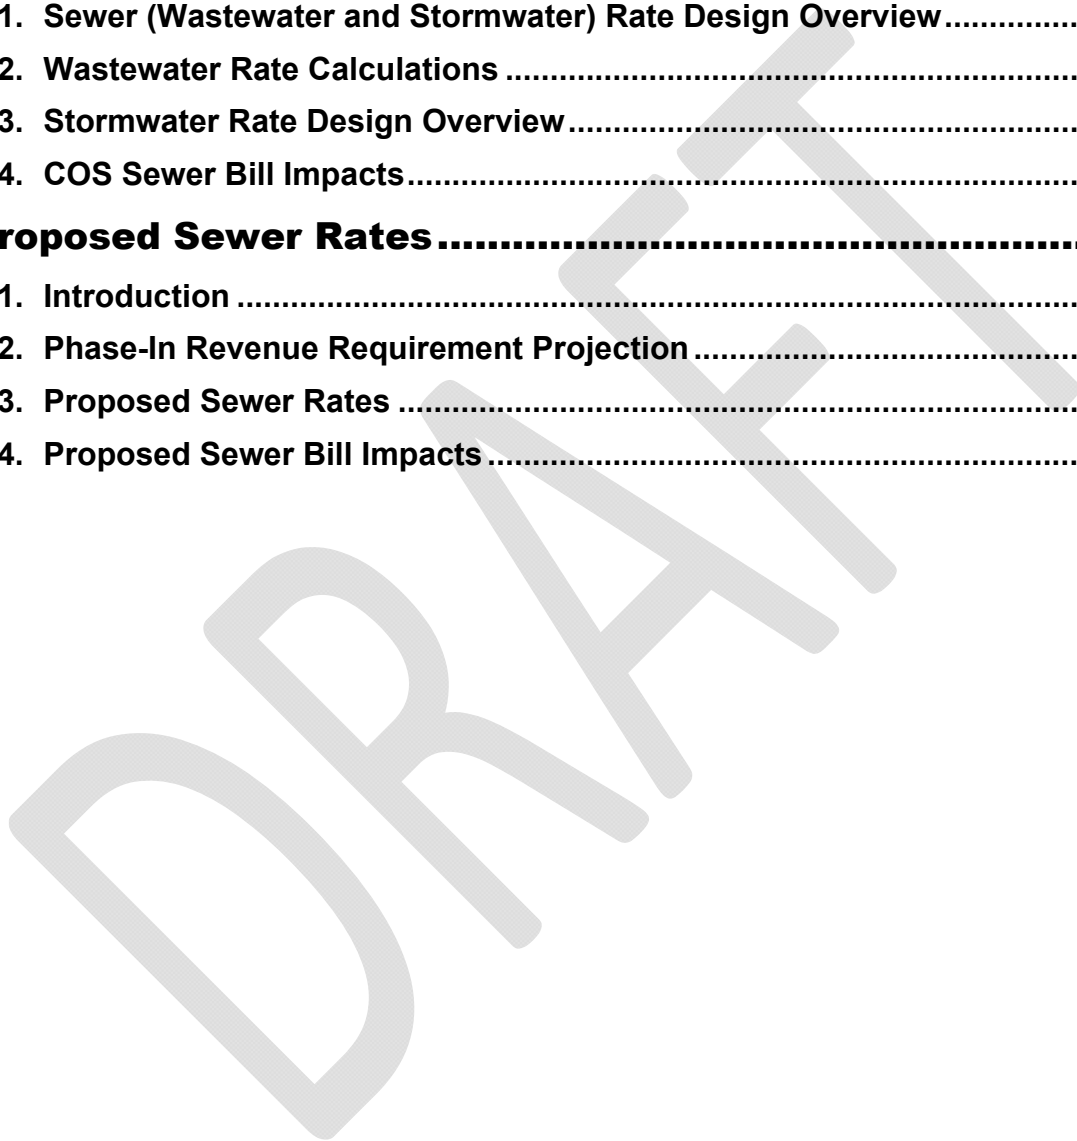 1. Sewer (Wastewater and Stormwater) Rate Design Overview...............
2. Wastewater Rate Calculations ..................................................................
3. Stormwater Rate Design Overview...........................................................
4. COS Sewer Bill Impacts.............................................................................
roposed Sewer Rates.......................................................
1. Introduction ................................................................................................
2. Phase-In Revenue Requirement Projection ............................................
3. Proposed Sewer Rates ..............................................................................
4. Proposed Sewer Bill Impacts ....................................................................
DRAFT